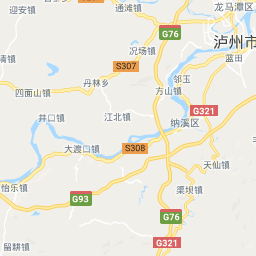 迎安镇
通滩镇
龙马潭区
G76
泸州市
况场镇
蓝田
S307
丹林乡
邻玉
四面山镇
方山镇
G321
井口镇
江北镇
纳溪区
大渡口镇
S308
天仙镇
怡乐镇
G93
渠坝镇
G76
留耕镇
G321